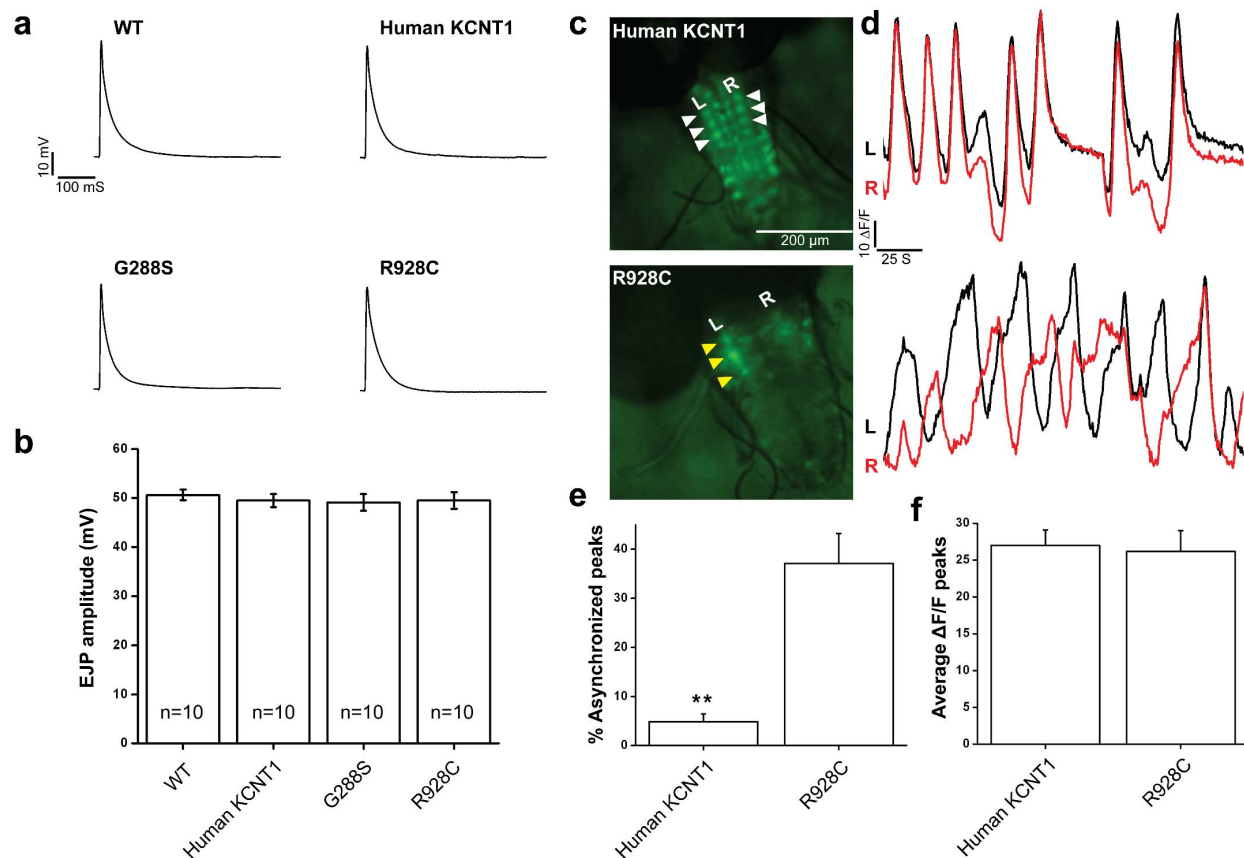 a
WT
Human KCNT1
10 mV
100 mS
G288S
R928C
b
EJP amplitude (mV)
60
50
40
30
20
10
0
n=10
n=10
n=10
n=10
WT
Human KCNT1
G288S
R928C
c
Human KCNT1
L
R
200 µm
R928C
L
R
d
L
R
10 ΔF/F
25 S
L
R
e
% Asynchronized peaks
40
30
20
10
0
**
Human KCNT1
R928C
f
Average ΔF/F peaks
30
25
20
15
10
5
0
Human KCNT1
R928C